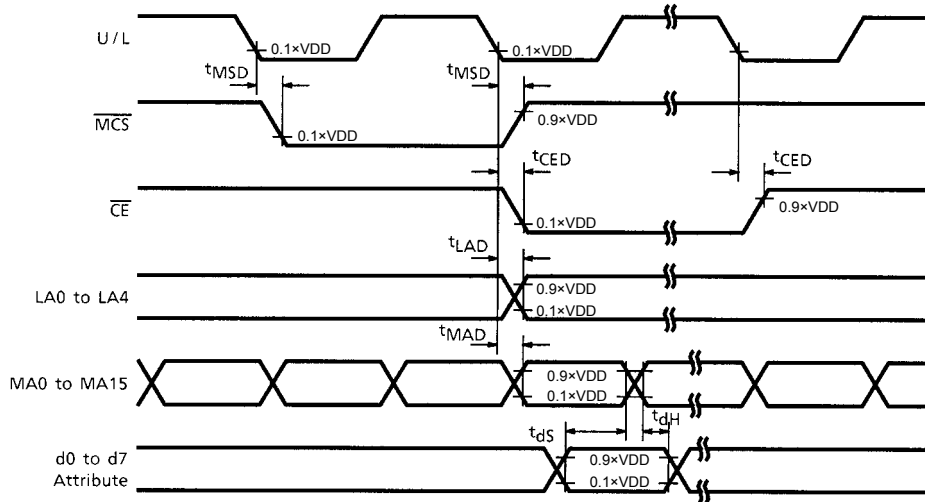 U/L
0.1×VDD
0.1×VDD
tMSD
tMSD
MCS
0.1×VDD
0.9×VDD
tCED
tCED
CE
0.1×VDD
0.9×VDD
tLAD
LA0 to LA4
0.9×VDD
0.1×VDD
tMAD
MA0 to MA15
0.9×VDD
0.1×VDD
tdS
tdH
d0 to d7
Attribute
0.9×VDD
0.1×VDD